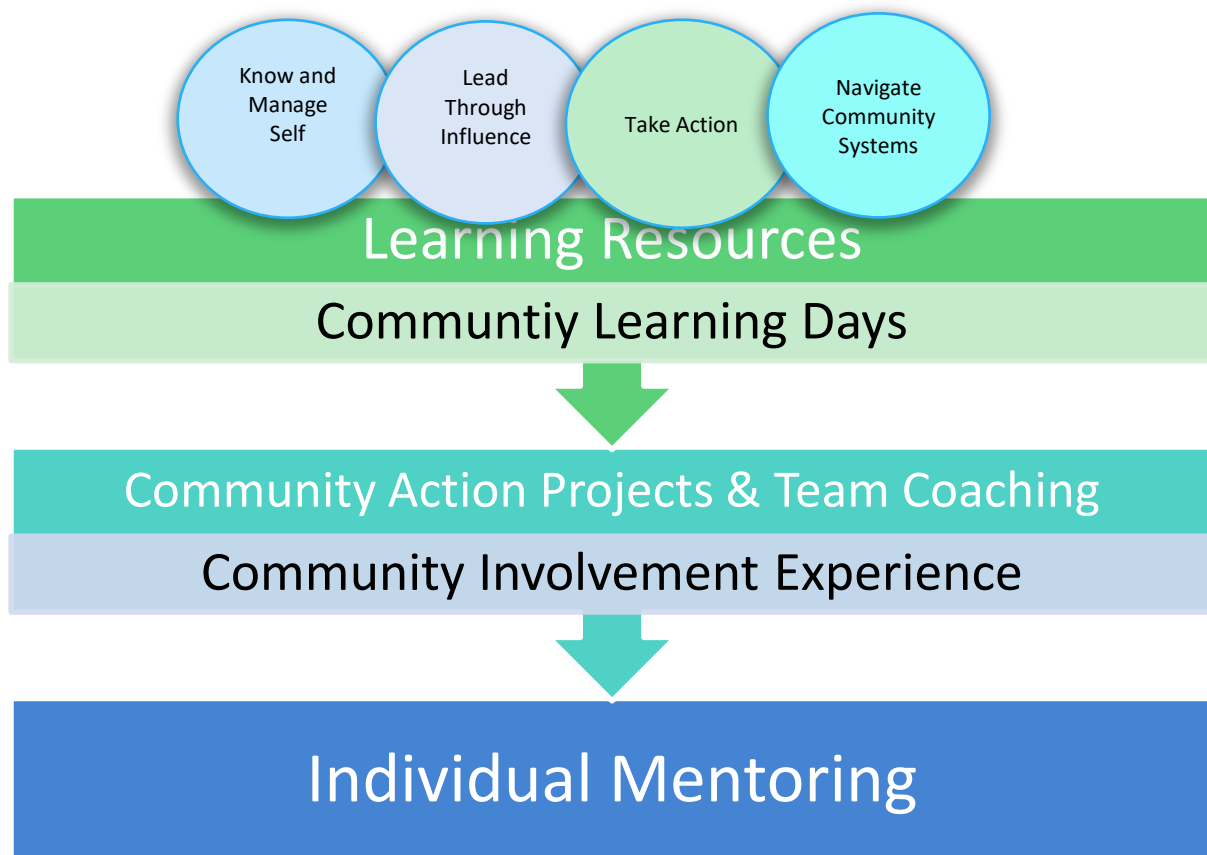 Know and
Manage
Self
Lead
Through
Influence
Take Action
Navigate
Community
Systems
Learning Resources
Communtiy Learning Days
Community Action Projects & Team Coaching
Community Involvement Experience
Individual Mentoring